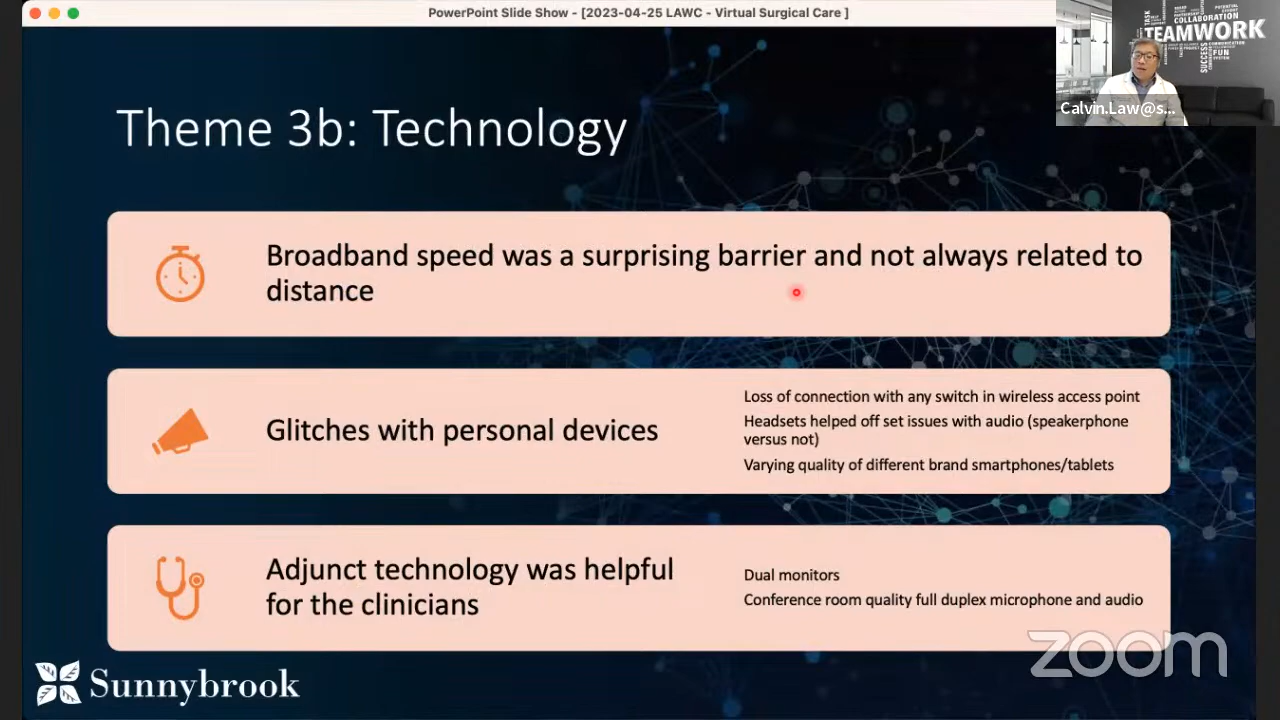 PowerPoint Slide Show - [2023-04-25 LAWC - Virtual Surgical Care ]
COLLABORATION
TEAMWORK
SUCCESS
FUN
Calvin.Law@s...
Theme 3b: Technology
Broadband speed was a surprising barrier and not always related to
distance
Glitches with personal devices
Loss of connection with any switch in wireless access point
Headsets helped off set issues with audio (speakerphone
versus not)
Varying quality of different brand smartphones/tablets
Adjunct technology was helpful
for the clinicians
Dual monitors
Conference room quality full duplex microphone and audio
zoom
Sunnybrook